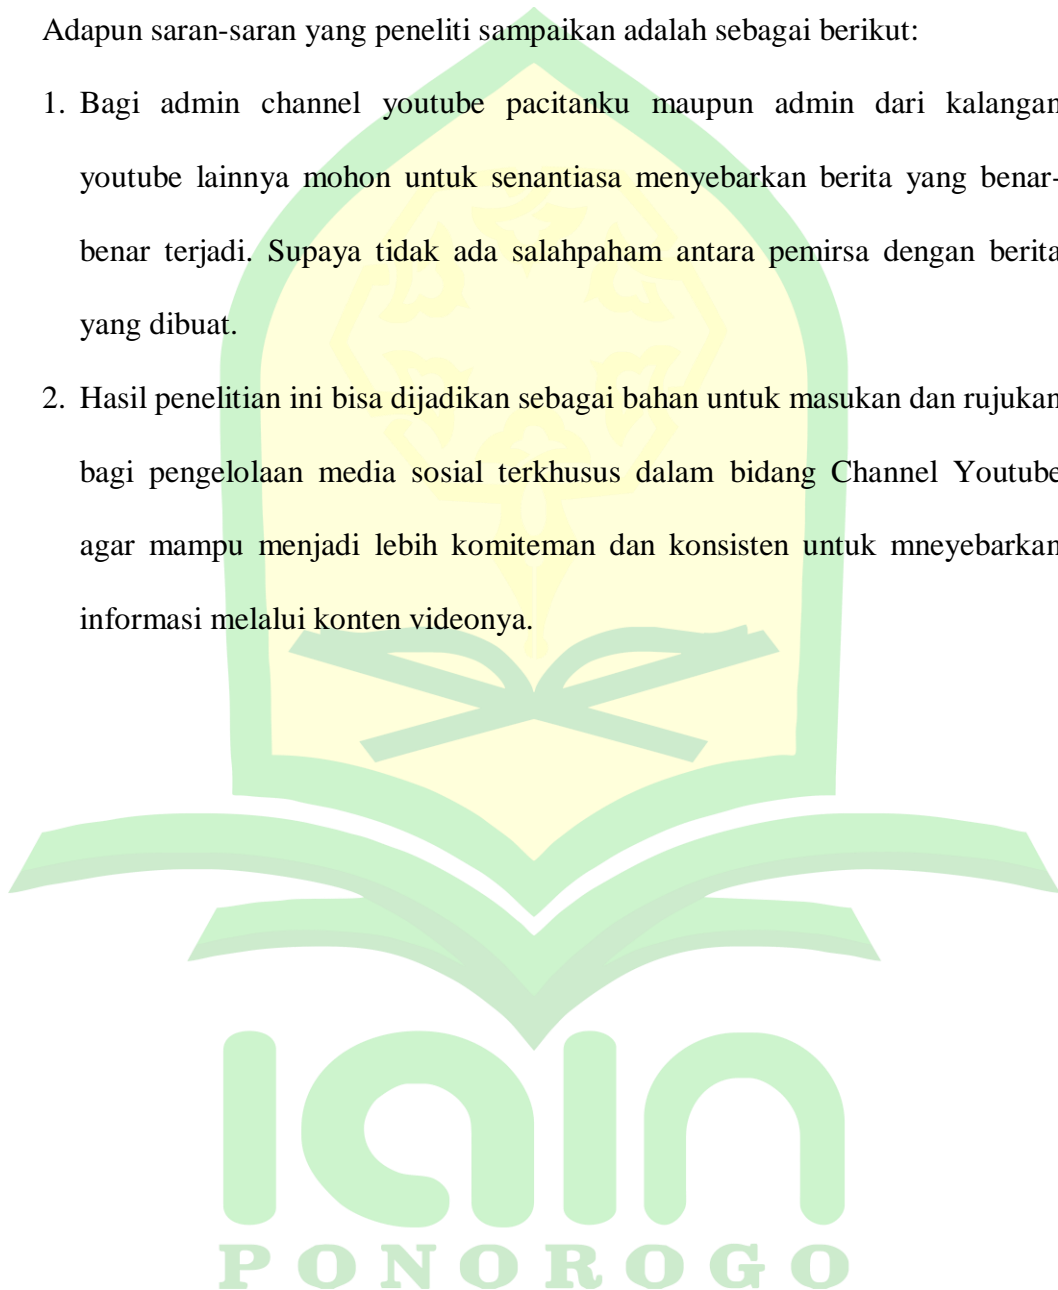 Adapun saran-saran yang peneliti sampaikan adalah sebagai berikut:
1. Bagi admin channel youtube pacitanku maupun admin dari kalangan
youtube lainnya mohon untuk senantiasa menyebarkan berita yang benar-
benar terjadi. Supaya tidak ada salahpaham antara pemirsa dengan berita
yang dibuat.
2. Hasil penelitian ini bisa dijadikan sebagai bahan untuk masukan dan rujukan
bagi pengelolaan media sosial terkhusus dalam bidang Channel Youtube
agar mampu menjadi lebih komiteman dan konsisten untuk mneyebarkan
informasi melalui konten videonya.
IAIN
PONOROGO